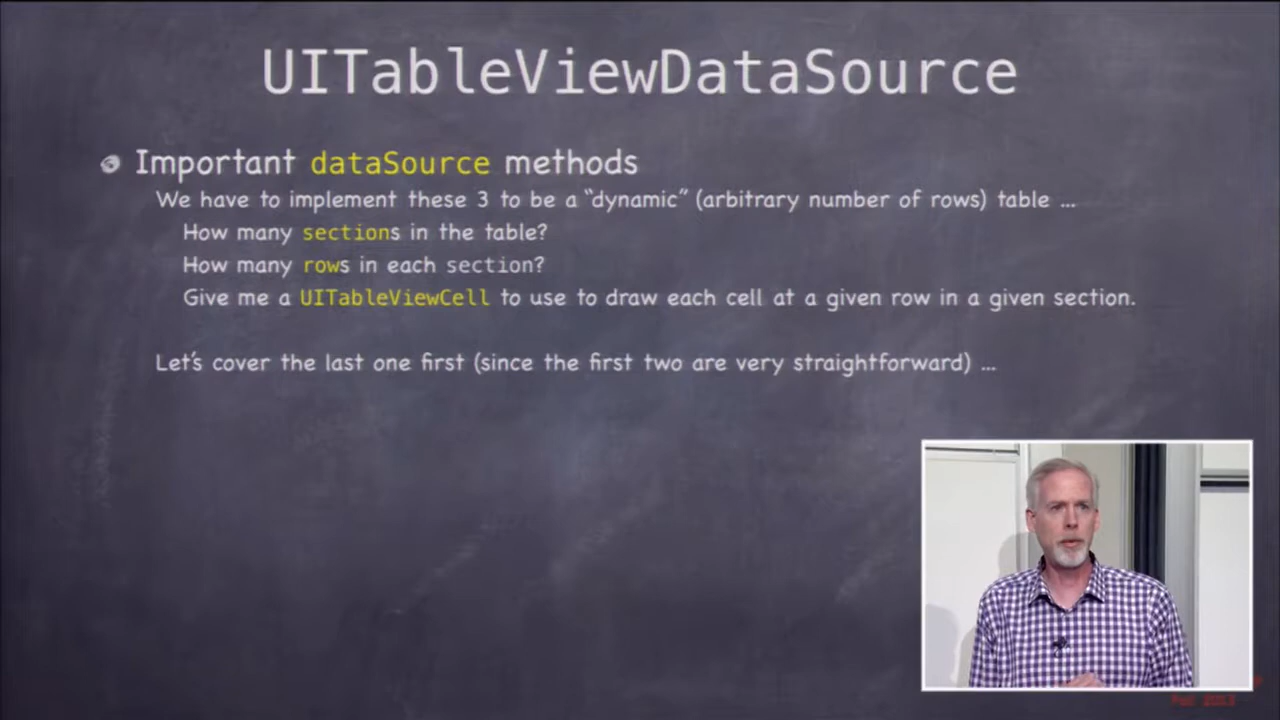 UITableViewDataSource
Important dataSource methods
We have to implement these 3 to be a “dynamic” (arbitrary number of rows) table ...
How many sections in the table?
How many rows in each section?
Give me a UITableViewCell to use to draw each cell at a given row in a given section.
Let's cover the last one first (since the first two are very straightforward) ...